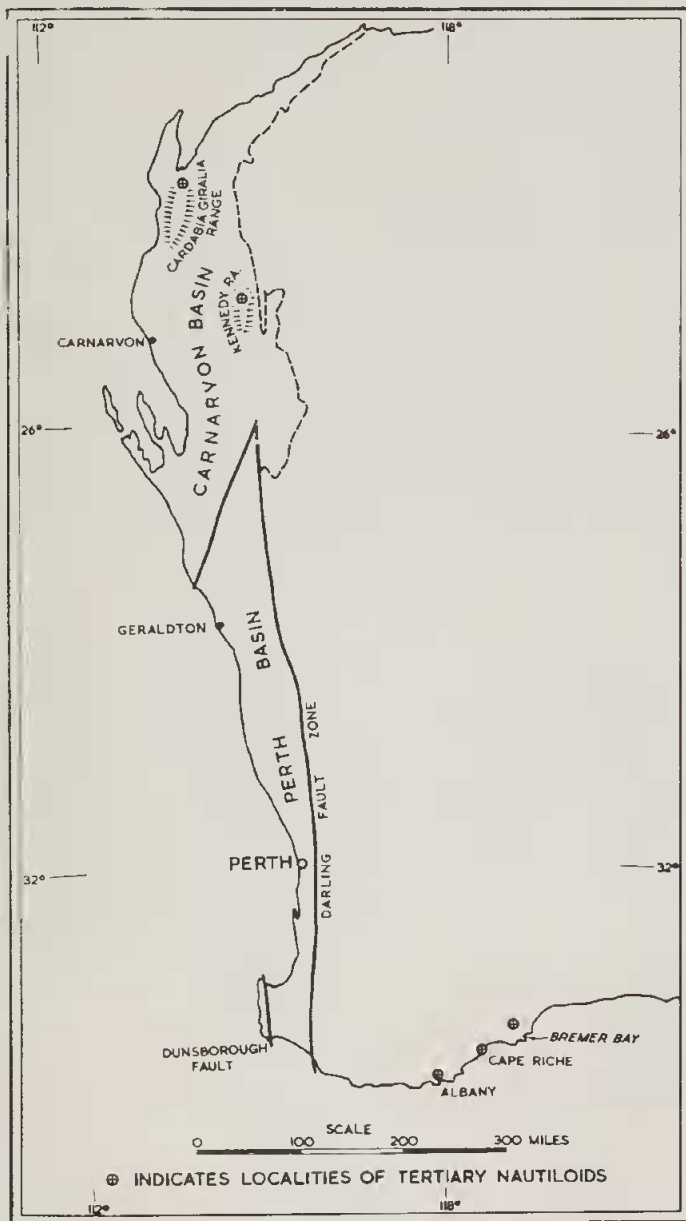 112°
118°
CARDABIA GIRALIA
RANGE
KENNEDY RA.
CARNARVON BASIN
CARNARVON
26°
26°
GERALDTON
PERTH BASIN
DARLING FAULT ZONE
PERTH
32°
32°
DUNSBOROUGH
FAULT
BREMER BAY
CAPE RICHE
ALBANY
SCALE
0 100 200 300 MILES
⊕ INDICATES LOCALITIES OF TERTIARY NAUTILOIDS
112°
118°